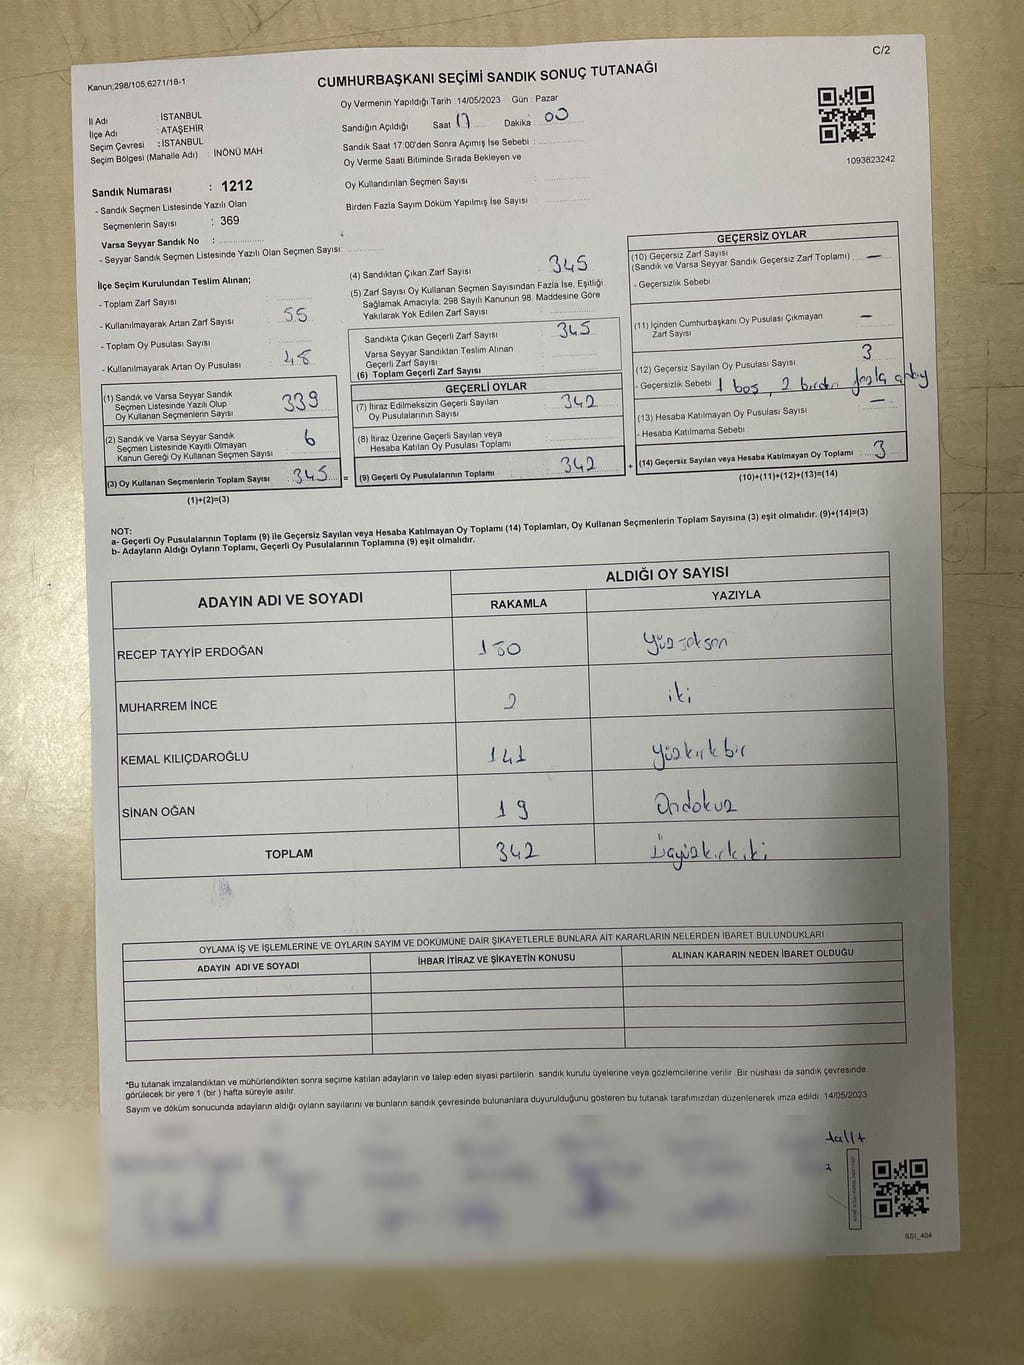 C/2
Kanun;298/105;6271/18-1
CUMHURBAŞKANI SEÇİMİ SANDIK SONUÇ TUTANAĞI
İl Adı : İSTANBUL
İlçe Adı : ATAŞEHİR
Seçim Çevresi : İSTANBUL
Seçim Bölgesi (Mahalle Adı) : İNÖNÜ MAH.
Oy Vermenin Yapıldığı Tarih : 14/05/2023 Gün : Pazar
Sandığın Açıldığı Saat 17 Dakika : 00
Sandık Saat 17:00'den Sonra Açımış İse Sebebi :
Oy Verme Saati Bitiminde Sırada Bekleyen ve
Oy Kullandırılan Seçmen Sayısı :
Birden Fazla Sayım Döküm Yapılmış İse Sayısı :
1093823242
Sandık Numarası : 1212
- Sandık Seçmen Listesinde Yazılı Olan
Seçmenlerin Sayısı : 369
Varsa Seyyar Sandık No :
- Seyyar Sandık Seçmen Listesinde Yazılı Olan Seçmen Sayısı:
İlçe Seçim Kurulundan Teslim Alınan;
- Toplam Zarf Sayısı :
- Kullanılmayarak Artan Zarf Sayısı : 55
- Toplam Oy Pusulası Sayısı :
- Kullanılmayarak Artan Oy Pusulası : 48
(1) Sandık ve Varsa Seyyar Sandık
Seçmen Listesinde Yazılı Olup
Oy Kullanan Seçmenlerin Sayısı : 339
(2) Sandık ve Varsa Seyyar Sandık
Seçmen Listesinde Kayıtlı Olmayan
Kanun Gereği Oy Kullanan Seçmen Sayısı : 6
(3) Oy Kullanan Seçmenlerin Toplam Sayısı : 345 =
(1)+(2)=(3)
(4) Sandıktan Çıkan Zarf Sayısı : 345
(5) Zarf Sayısı Oy Kullanan Seçmen Sayısından Fazla İse, Eşitliği
Sağlamak Amacıyla; 298 Sayılı Kanunun 98. Maddesine Göre
Yakılarak Yok Edilen Zarf Sayısı :
Sandıkta Çıkan Geçerli Zarf Sayısı : 345
Varsa Seyyar Sandıktan Teslim Alınan
Geçerli Zarf Sayısı :
(6) Toplam Geçerli Zarf Sayısı :
GEÇERLİ OYLAR
(7) İtiraz Edilmeksizin Geçerli Sayılan
Oy Pusulalarının Sayısı : 342
(8) İtiraz Üzerine Geçerli Sayılan veya
Hesaba Katılan Oy Pusulası Toplamı :
(9) Geçerli Oy Pusulalarının Toplamı : 342 +
GEÇERSİZ OYLAR
(10) Geçersiz Zarf Sayısı
(Sandık ve Varsa Seyyar Sandık Geçersiz Zarf Toplamı) : —
- Geçersizlik Sebebi
(11) İçinden Cumhurbaşkanı Oy Pusulası Çıkmayan
Zarf Sayısı : —
(12) Geçersiz Sayılan Oy Pusulası Sayısı : 3
- Geçersizlik Sebebi : 1 boş, 2 birden fazla
(13) Hesaba Katılmayan Oy Pusulası Sayısı : —
- Hesaba Katılmama Sebebi :
(14) Geçersiz Sayılan veya Hesaba Katılmayan Oy Toplamı : 3
(10)+(11)+(12)+(13)=(14)
NOT:
a- Geçerli Oy Pusulalarının Toplamı (9) ile Geçersiz Sayılan veya Hesaba Katılmayan Oy Toplamı (14) Toplamları, Oy Kullanan Seçmenlerin Toplam Sayısına (3) eşit olmalıdır. (9)+(14)=(3)
b- Adayların Aldığı Oyların Toplamı, Geçerli Oy Pusulalarının Toplamına (9) eşit olmalıdır.
ADAYIN ADI VE SOYADI
ALDIĞI OY SAYISI
RAKAMLA YAZIYLA
RECEP TAYYİP ERDOĞAN 180 Yüzseksen
MUHARREM İNCE 2 iki
KEMAL KILIÇDAROĞLU 141 yüzkırkbir
SİNAN OĞAN 19 Ondokuz
TOPLAM 342 Üçyüzkırkiki
OYLAMA İŞ VE İŞLEMLERİNE VE OYLARIN SAYIM VE DÖKÜMÜNE DAİR ŞİKAYETLERLE BUNLARA AİT KARARLARIN NELERDEN İBARET BULUNDUKLARI
ADAYIN ADI VE SOYADI İHBAR İTİRAZ VE ŞİKAYETİN KONUSU ALINAN KARARIN NEDEN İBARET OLDUĞU
*Bu tutanak imzalandıktan ve mühürlendikten sonra seçime katılan adayların ve talep eden siyasi partilerin sandık kurulu üyelerine veya gözlemcilerine verilir. Bir nüshası da sandık çevresinde
görülecek bir yere 1 (bir ) hafta süreyle asılır.
Sayım ve döküm sonucunda adayların aldığı oyların sayılarını ve bunların sandık çevresinde bulunanlara duyurulduğunu gösteren bu tutanak tarafımızdan düzenlenerek imza edildi. 14/05/2023
GSI_404